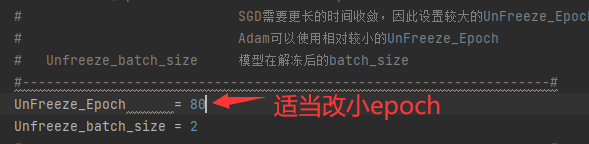 # SGD需要更长的时间收敛，因此设置较大的UnFreeze_Epoch
# Adam可以使用相对较小的UnFreeze_Epoch
# Unfreeze_batch_size 模型在解冻后的batch_size
#------------------------------------------------------------------#
UnFreeze_Epoch = 80 适当改小epoch
Unfreeze_batch_size = 2